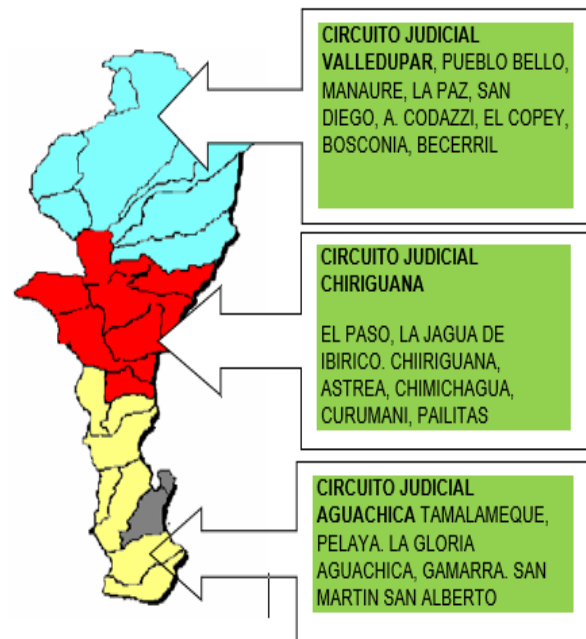 CIRCUITO JUDICIAL
VALLEDUPAR, PUEBLO BELLO,
MANAURE, LA PAZ, SAN
DIEGO, A. CODAZZI, EL COPEY,
BOSCONIA, BECERRIL
CIRCUITO JUDICIAL
CHIRIGUANA
EL PASO, LA JAGUA DE
IBIRICO. CHIIRIGUANA,
ASTREA, CHIMICHAGUA,
CURUMANI, PAILITAS
CIRCUITO JUDICIAL
AGUACHICA TAMALAMEQUE,
PELAYA. LA GLORIA
AGUACHICA, GAMARRA. SAN
MARTIN SAN ALBERTO